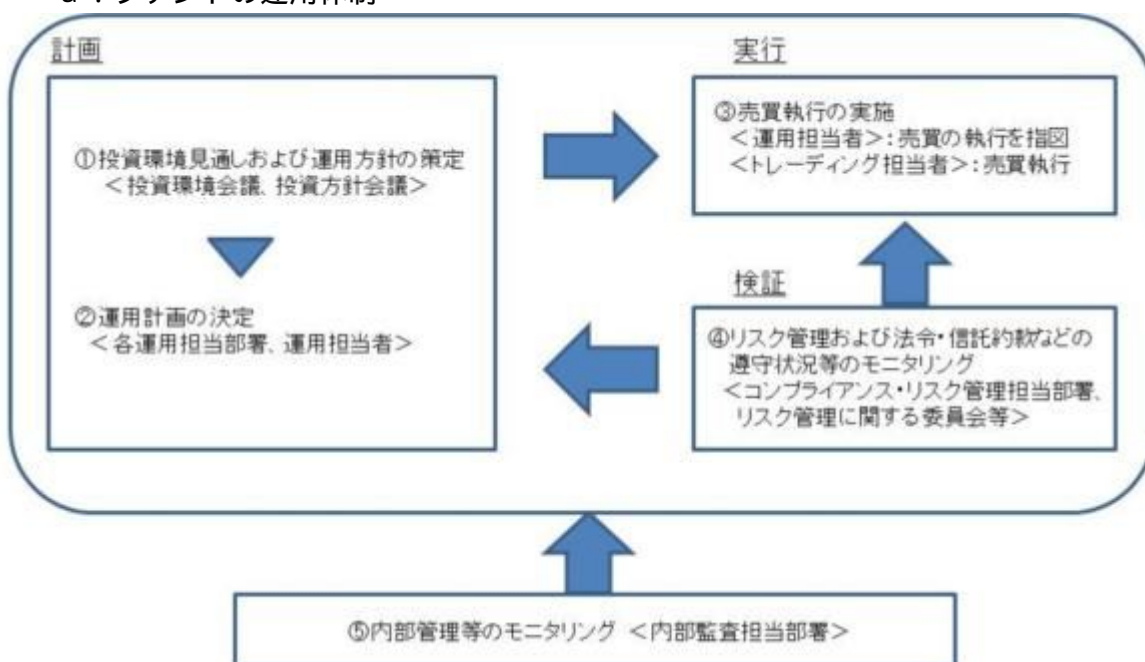 計画
①投資環境見通しおよび運用方針の策定
＜投資環境会議、投資方針会議＞
②運用計画の決定
＜各運用担当部署、運用担当者＞
実行
③売買執行の実施
＜運用担当者＞：売買の執行を指図
＜トレーディング担当者＞：売買執行
検証
④リスク管理および法令・信託約款などの
遵守状況等のモニタリング
＜コンプライアンス・リスク管理担当部署、
リスク管理に関する委員会等＞
⑤内部管理等のモニタリング ＜内部監査担当部署＞